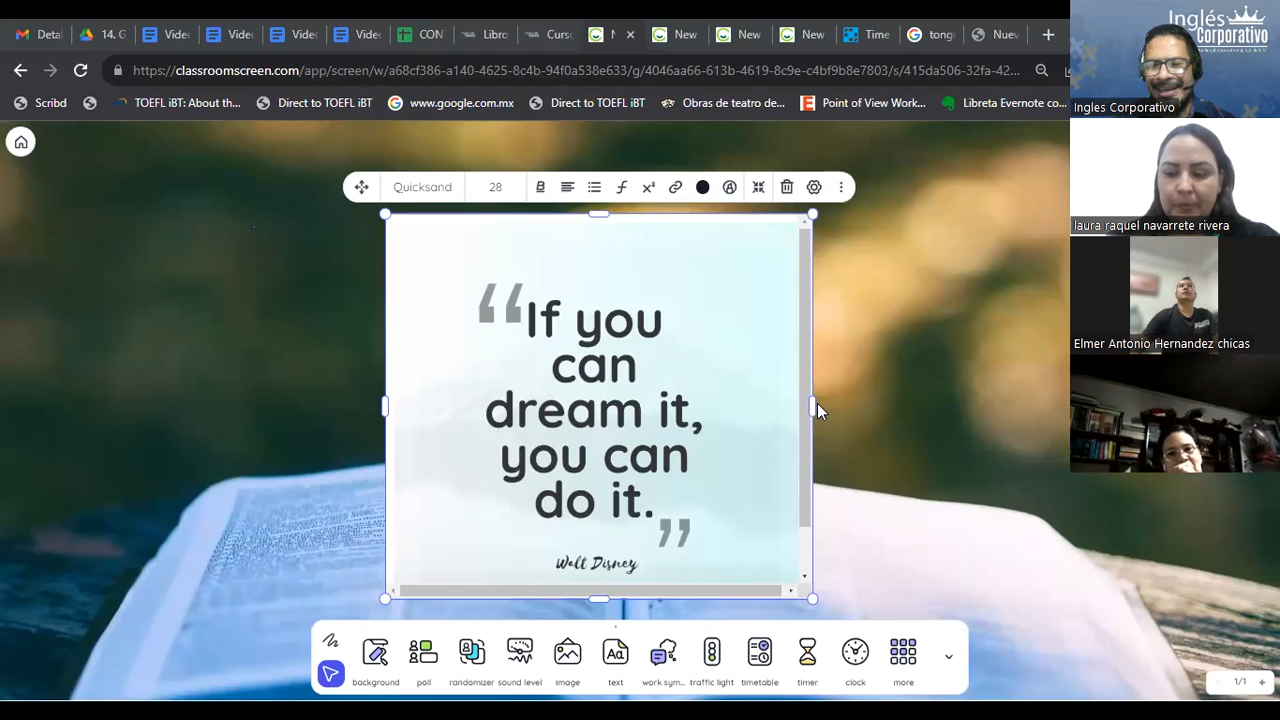 Detal
14. G
Video
Video
Video
Video
CON
Libro
Curso
N
New
New
New
Time
tong
Nuev
https://classroomscreen.com/app/screen/w/a68cf386-a140-4625-8c4b-94f0a538e633/g/4046aa66-613b-4619-8c9e-c4bf9b8e7803/s/415da506-32fa-42...
Scribd
TOEFL iBT: About th...
Direct to TOEFL iBT
www.google.com.mx
Direct to TOEFL iBT
Obras de teatro de...
Point of View Work...
Libreta Evernote co...
Quicksand
28
“If you
can
dream it,
you can
do it.”
Walt Disney
background
poll
randomizer
sound level
image
text
work sym...
traffic light
timetable
timer
clock
more
1/1
Inglés
Corporativo
Ingles Corporativo
laura raquel navarrete rivera
Elmer Antonio Hernandez chicas